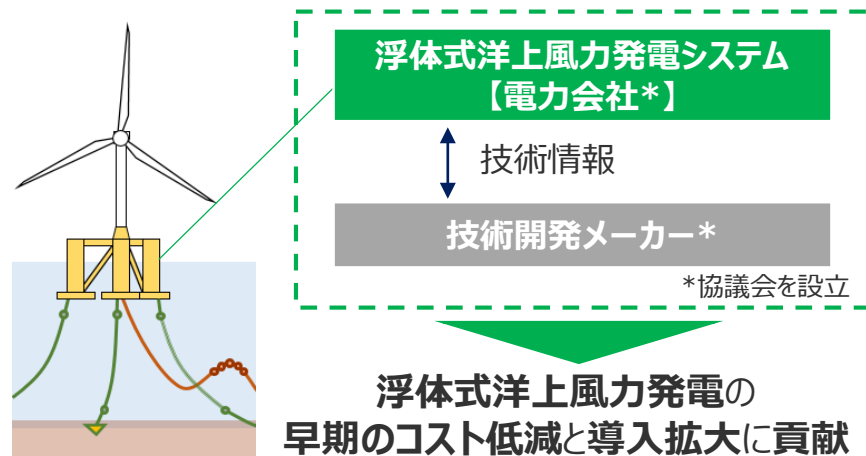 浮体式洋上風力発電システム
【電力会社*】
技術情報
技術開発メーカー*
*協議会を設立
浮体式洋上風力発電の
早期のコスト低減と導入拡大に貢献